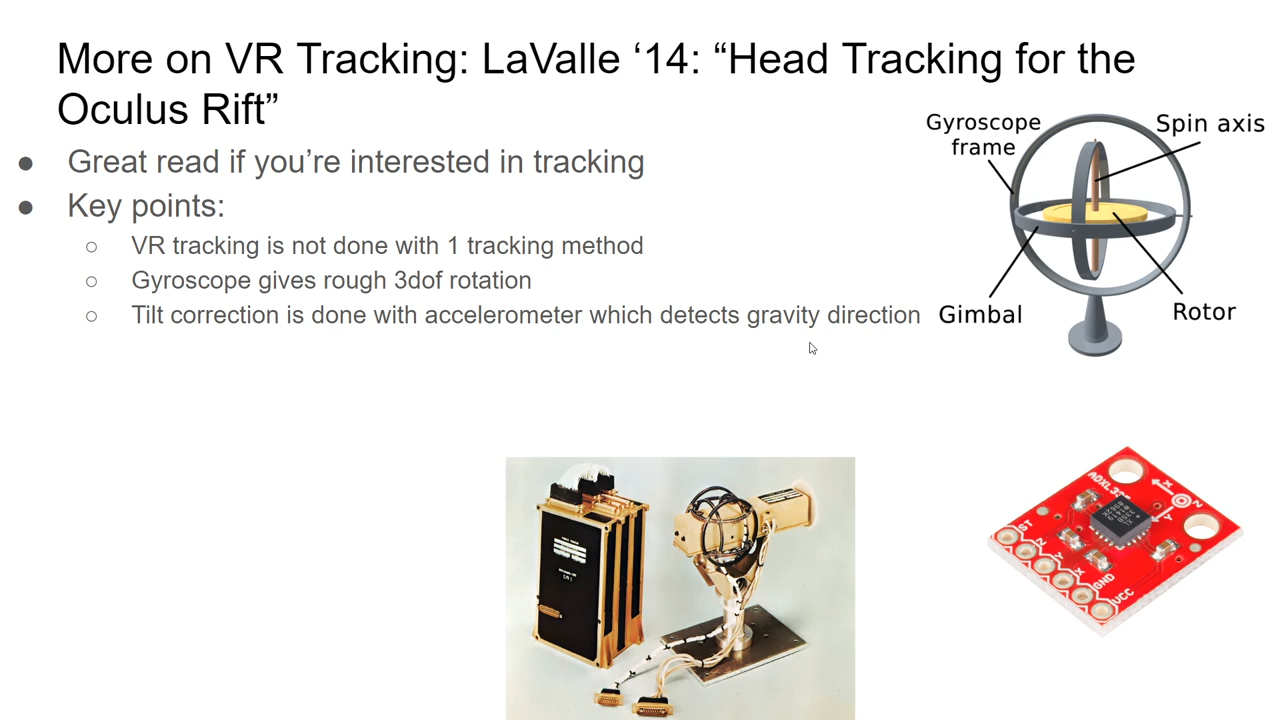 More on VR Tracking: LaValle ‘14: “Head Tracking for the
Oculus Rift”
● Great read if you’re interested in tracking
● Key points:
○ VR tracking is not done with 1 tracking method
○ Gyroscope gives rough 3dof rotation
○ Tilt correction is done with accelerometer which detects gravity direction
Gyroscope
frame
Spin axis
Gimbal
Rotor
X
Z
Y
ST
Z
Y
X
GND
VCC